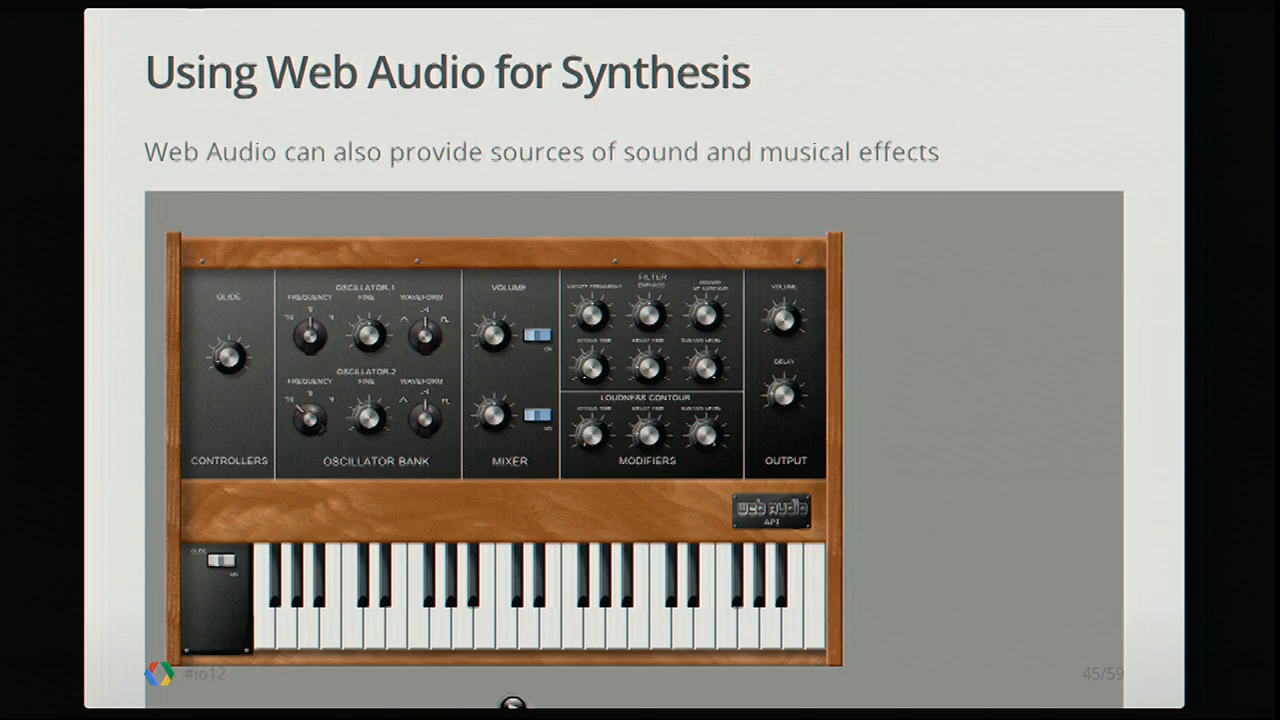 Using Web Audio for Synthesis
Web Audio can also provide sources of sound and musical effects
GLIDE
OSCILLATOR-1
FREQUENCY FINE WAVEFORM
OSCILLATOR-2
FREQUENCY FINE WAVEFORM
VOLUME
FILTER
LOUDNESS CONTOUR
VOLUME
DELAY
CONTROLLERS OSCILLATOR BANK MIXER MODIFIERS OUTPUT
web audio
API
#io12
45/59